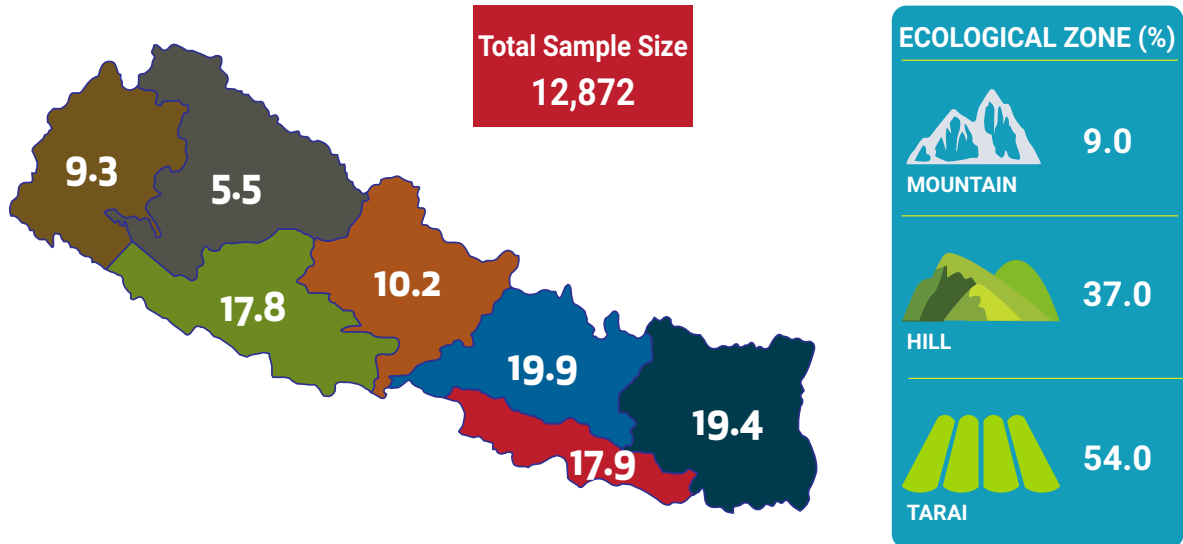 Total Sample Size
12,872
9.3
5.5
17.8
10.2
19.9
19.4
17.9
ECOLOGICAL ZONE (%)
9.0
MOUNTAIN
37.0
HILL
54.0
TARAI